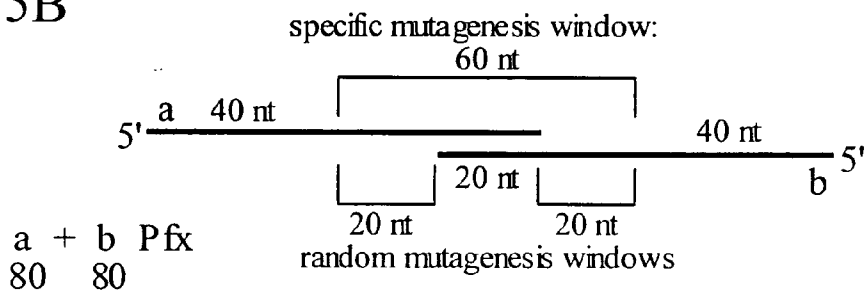 5B
specific mutagenesis window:
60 nt
a 40 nt
40 nt
5'
5'
20 nt
b
20 nt 20 nt
random mutagenesis windows
a + b Pfx
80 80